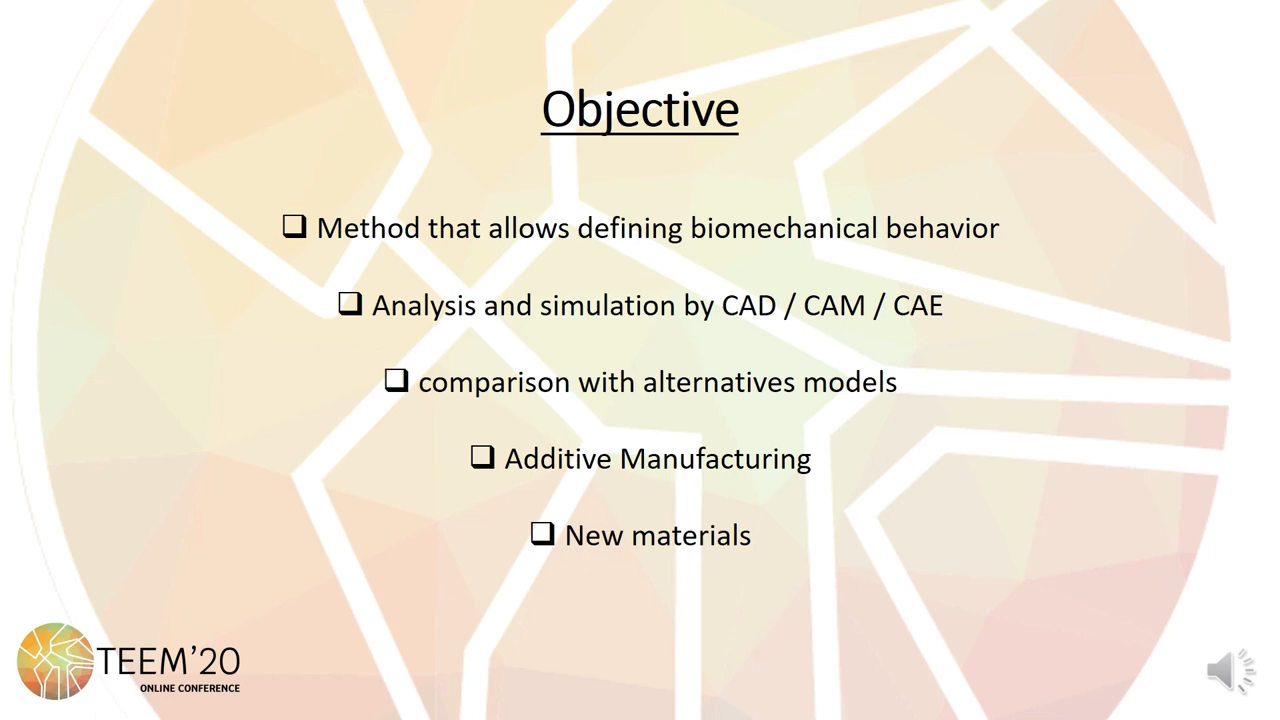 Objective
❑ Method that allows defining biomechanical behavior
❑ Analysis and simulation by CAD / CAM / CAE
❑ comparison with alternatives models
❑ Additive Manufacturing
❑ New materials
TEEM’20
ONLINE CONFERENCE